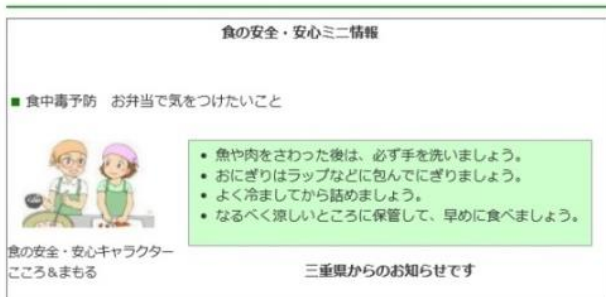 食の安全・安心ミニ情報
■ 食中毒予防　お弁当で気をつけたいこと
• 魚や肉をさわった後は、必ず手を洗いましょう。
• おにぎりはラップなどに包んでにぎりましょう。
• よく冷ましてから詰めましょう。
• なるべく涼しいところに保管して、早めに食べましょう。
食の安全・安心キャラクター
こころ＆まもる
三重県からのお知らせです